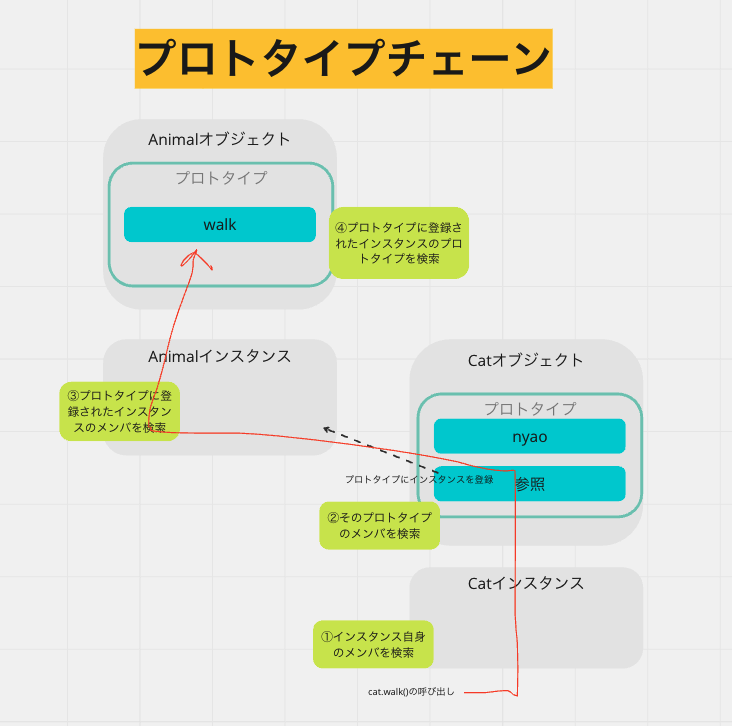 プロトタイプチェーン
Animalオブジェクト
プロトタイプ
walk
④プロトタイプに登録さ
れたインスタンスのプロ
トタイプを検索
Animalインスタンス
③プロトタイプに登
録されたインスタン
スのメンバを検索
Catオブジェクト
プロトタイプ
nyao
参照
プロトタイプにインスタンスを登録
②そのプロトタイプ
のメンバを検索
Catインスタンス
①インスタンス自身
のメンバを検索
cat.walk()の呼び出し